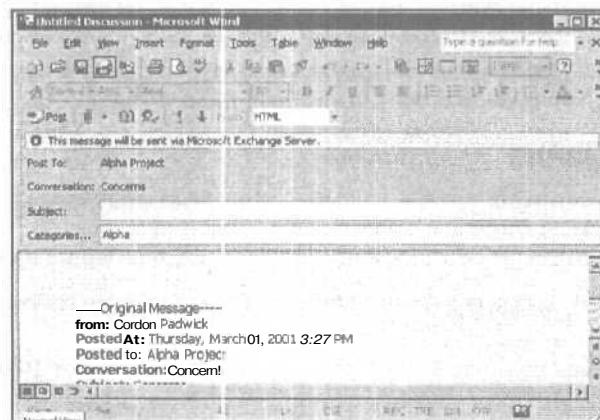 Untitled Discussion - Microsoft Word
File Edit View Insert Format Tools Table Window Help Type a question for help
Post HTML
This message will be sent via Microsoft Exchange Server.
Post To: Alpha Project
Conversation: Concerns
Subject:
Categories... Alpha
-----Original Message-----
from: Cordon Padwick
Posted At: Thursday, March 01, 2001 3:27 PM
Posted to: Alpha Project
Conversation: Concern!